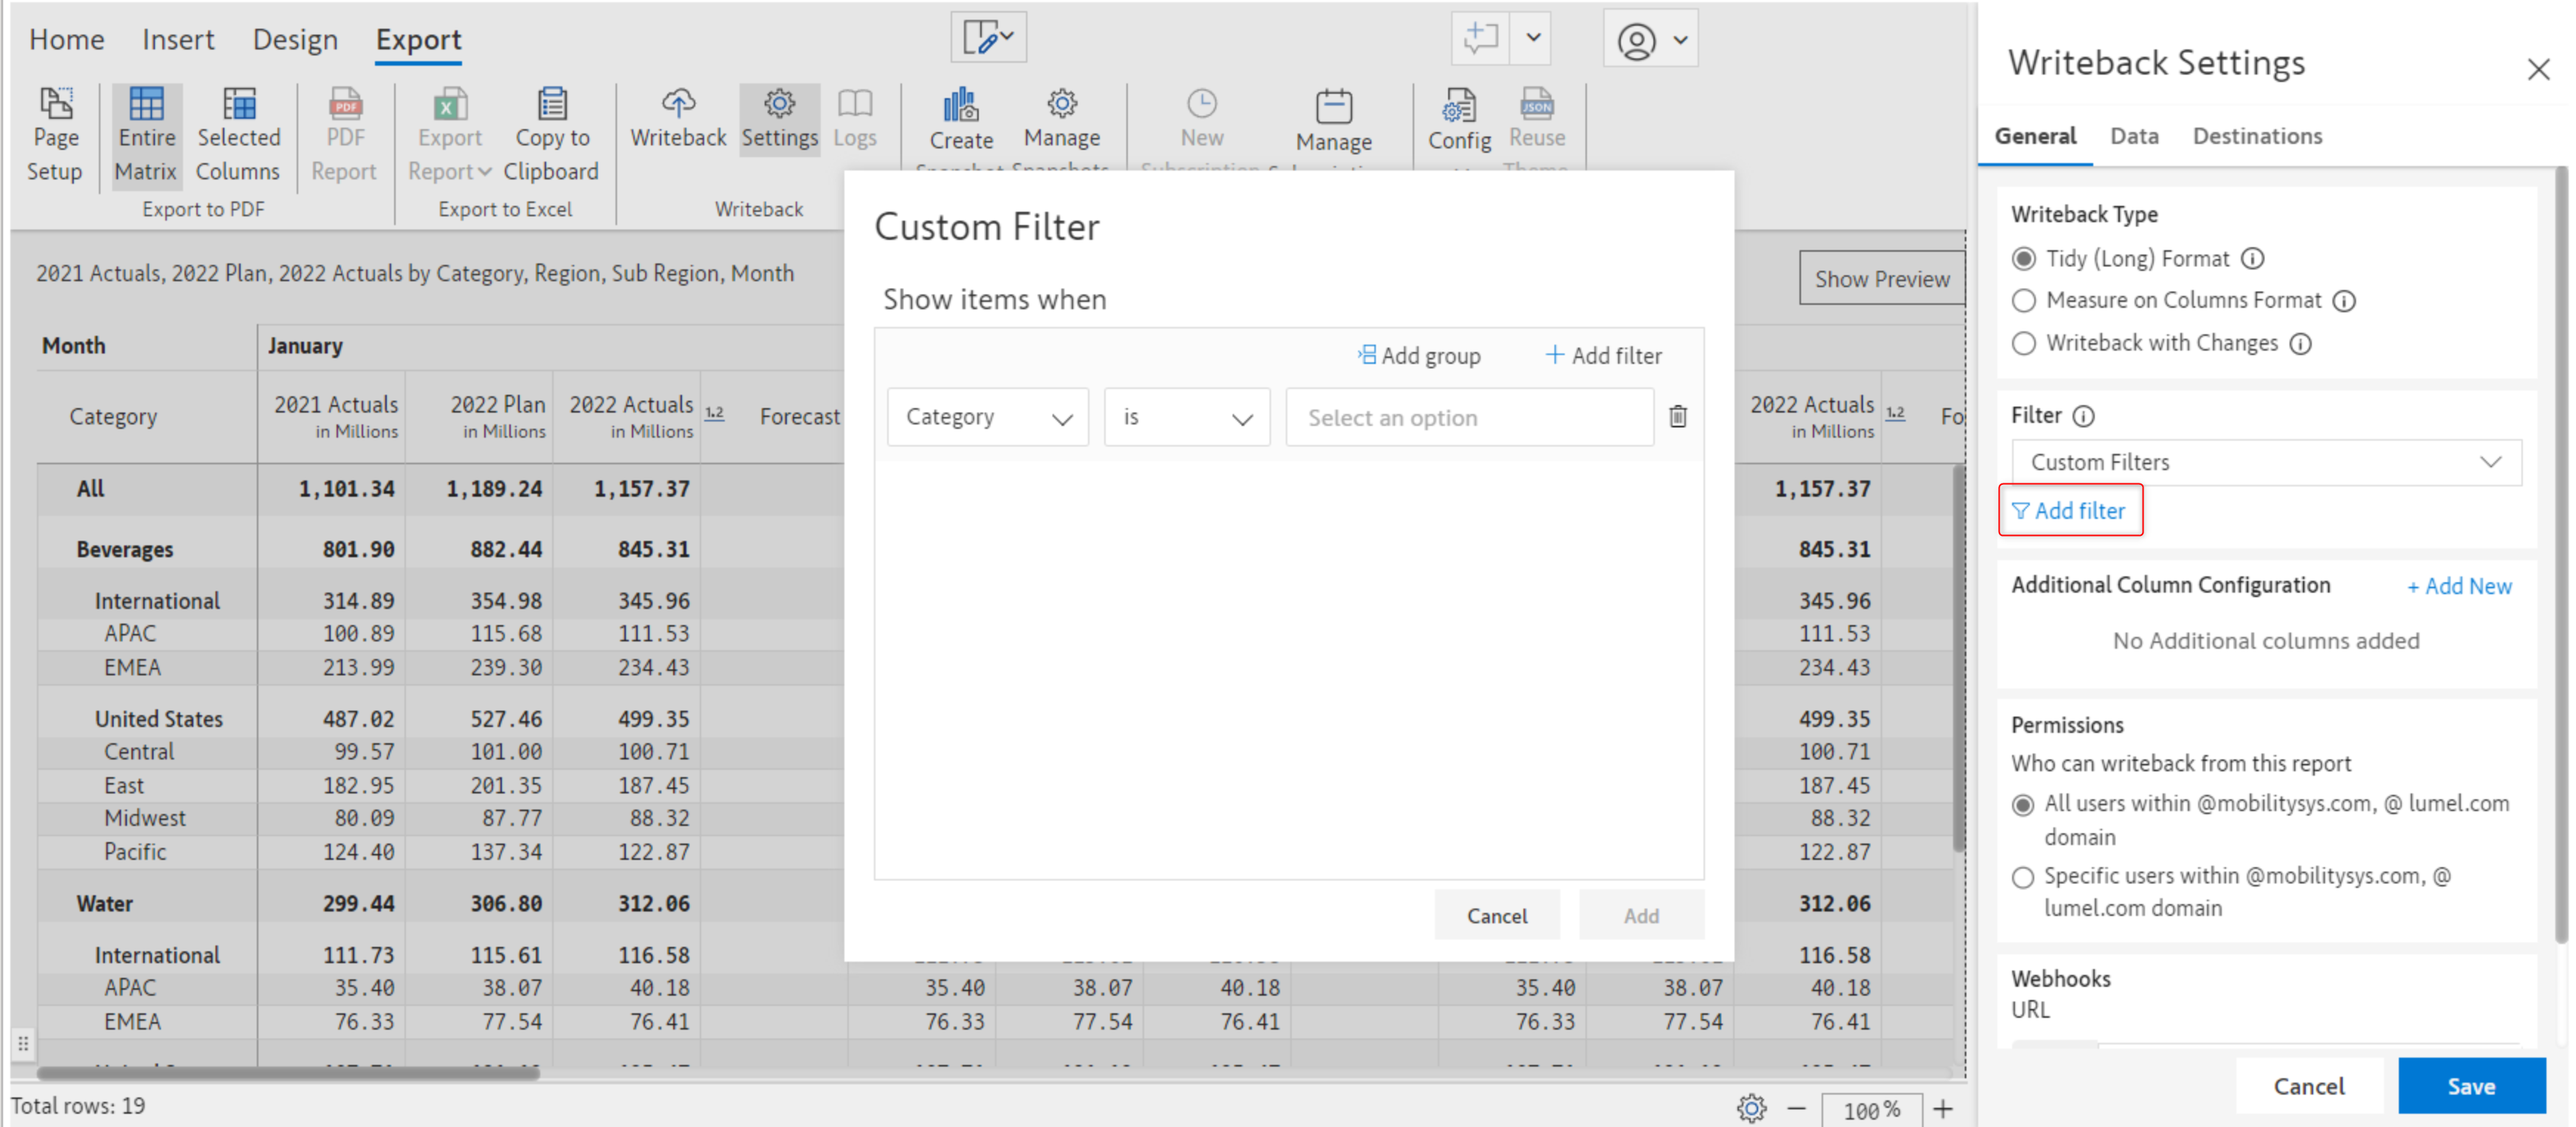 Home Insert Design Export
Page Setup
Entire Matrix
Selected Columns
PDF Report
Export Report
Copy to Clipboard
Writeback
Settings
Logs
Create
Manage
New
Manage
Config
Reuse
Export to PDF
Export to Excel
Writeback
2021 Actuals, 2022 Plan, 2022 Actuals by Category, Region, Sub Region, Month
Show Preview
Month January
Category 2021 Actuals in Millions 2022 Plan in Millions 2022 Actuals in Millions 1.2 Forecast 2022 Actuals in Millions 1.2 Fo
All 1,101.34 1,189.24 1,157.37 1,157.37
Beverages 801.90 882.44 845.31 845.31
International 314.89 354.98 345.96 345.96
APAC 100.89 115.68 111.53 111.53
EMEA 213.99 239.30 234.43 234.43
United States 487.02 527.46 499.35 499.35
Central 99.57 101.00 100.71 100.71
East 182.95 201.35 187.45 187.45
Midwest 80.09 87.77 88.32 88.32
Pacific 124.40 137.34 122.87 122.87
Water 299.44 306.80 312.06 312.06
International 111.73 115.61 116.58 116.58
APAC 35.40 38.07 40.18 35.40 38.07 40.18 35.40 38.07 40.18
EMEA 76.33 77.54 76.41 76.33 77.54 76.41 76.33 77.54 76.41
Total rows: 19
100 %
Custom Filter
Show items when
Add group + Add filter
Category is Select an option
Cancel Add
Writeback Settings
General Data Destinations
Writeback Type
Tidy (Long) Format
Measure on Columns Format
Writeback with Changes
Filter
Custom Filters
Add filter
Additional Column Configuration + Add New
No Additional columns added
Permissions
Who can writeback from this report
All users within @mobilitysys.com, @ lumel.com
domain
Specific users within @mobilitysys.com, @
lumel.com domain
Webhooks
URL
Cancel Save